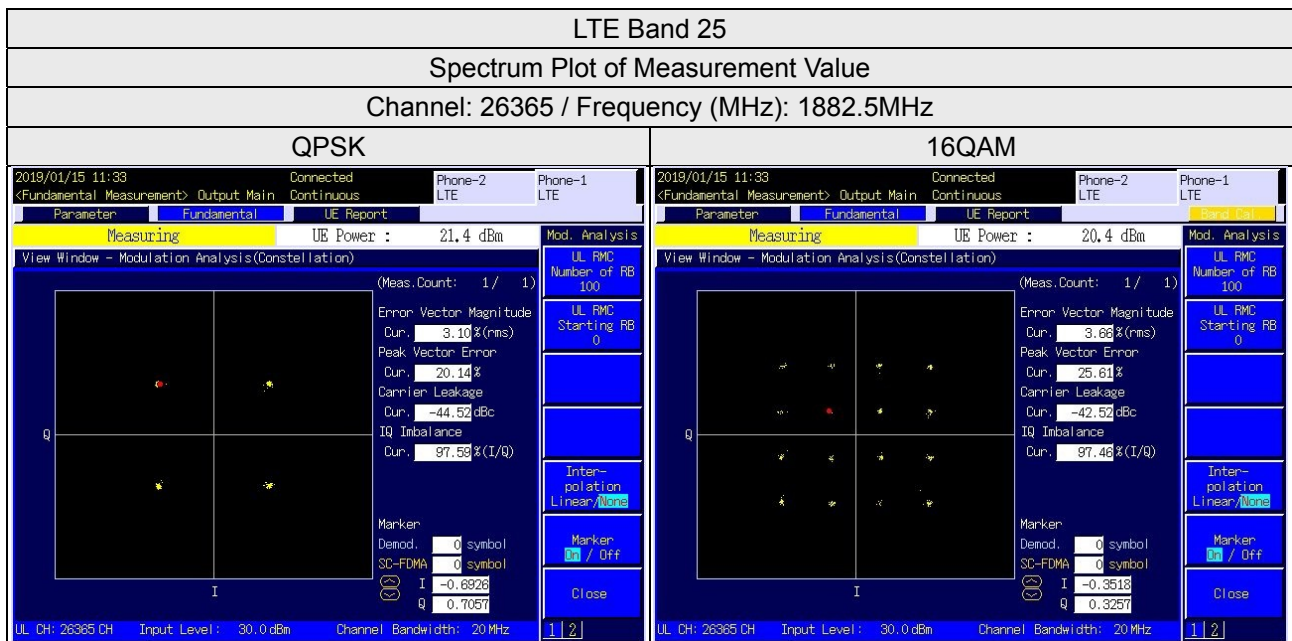 LTE Band 25
Spectrum Plot of Measurement Value
Channel: 26365 / Frequency (MHz): 1882.5MHz
QPSK
16QAM
2019/01/15 11:33 Connected Phone-2 Phone-1
<Fundamental Measurement> Output Main Continuous LTE LTE
Parameter Fundamental UE Report
Measuring UE Power : 21.4 dBm Mod. Analysis
View Window - Modulation Analysis(Constellation)
(Meas.Count: 1/ 1)
Error Vector Magnitude
Cur. 3.10 %(rms)
Peak Vector Error
Cur. 20.14 %
Carrier Leakage
Cur. -44.52 dBc
IQ Imbalance
Cur. 97.59 %(I/Q)
Q
I
Marker
Demod. 0 symbol
SC-FDMA 0 symbol
I -0.6926
Q 0.7057
UL RMC
Number of RB
100
UL RMC
Starting RB
0
Inter-
polation
Linear/None
Marker
On / Off
Close
UL CH: 26365 CH Input Level: 30.0 dBm Channel Bandwidth: 20 MHz 1 2
2019/01/15 11:33 Connected Phone-2 Phone-1
<Fundamental Measurement> Output Main Continuous LTE LTE
Parameter Fundamental UE Report Band Cal.
Measuring UE Power : 20.4 dBm Mod. Analysis
View Window - Modulation Analysis(Constellation)
(Meas.Count: 1/ 1)
Error Vector Magnitude
Cur. 3.66 %(rms)
Peak Vector Error
Cur. 25.61 %
Carrier Leakage
Cur. -42.52 dBc
IQ Imbalance
Cur. 97.46 %(I/Q)
Q
I
Marker
Demod. 0 symbol
SC-FDMA 0 symbol
I -0.3518
Q 0.3257
UL RMC
Number of RB
100
UL RMC
Starting RB
0
Inter-
polation
Linear/None
Marker
On / Off
Close
UL CH: 26365 CH Input Level: 30.0 dBm Channel Bandwidth: 20 MHz 1 2